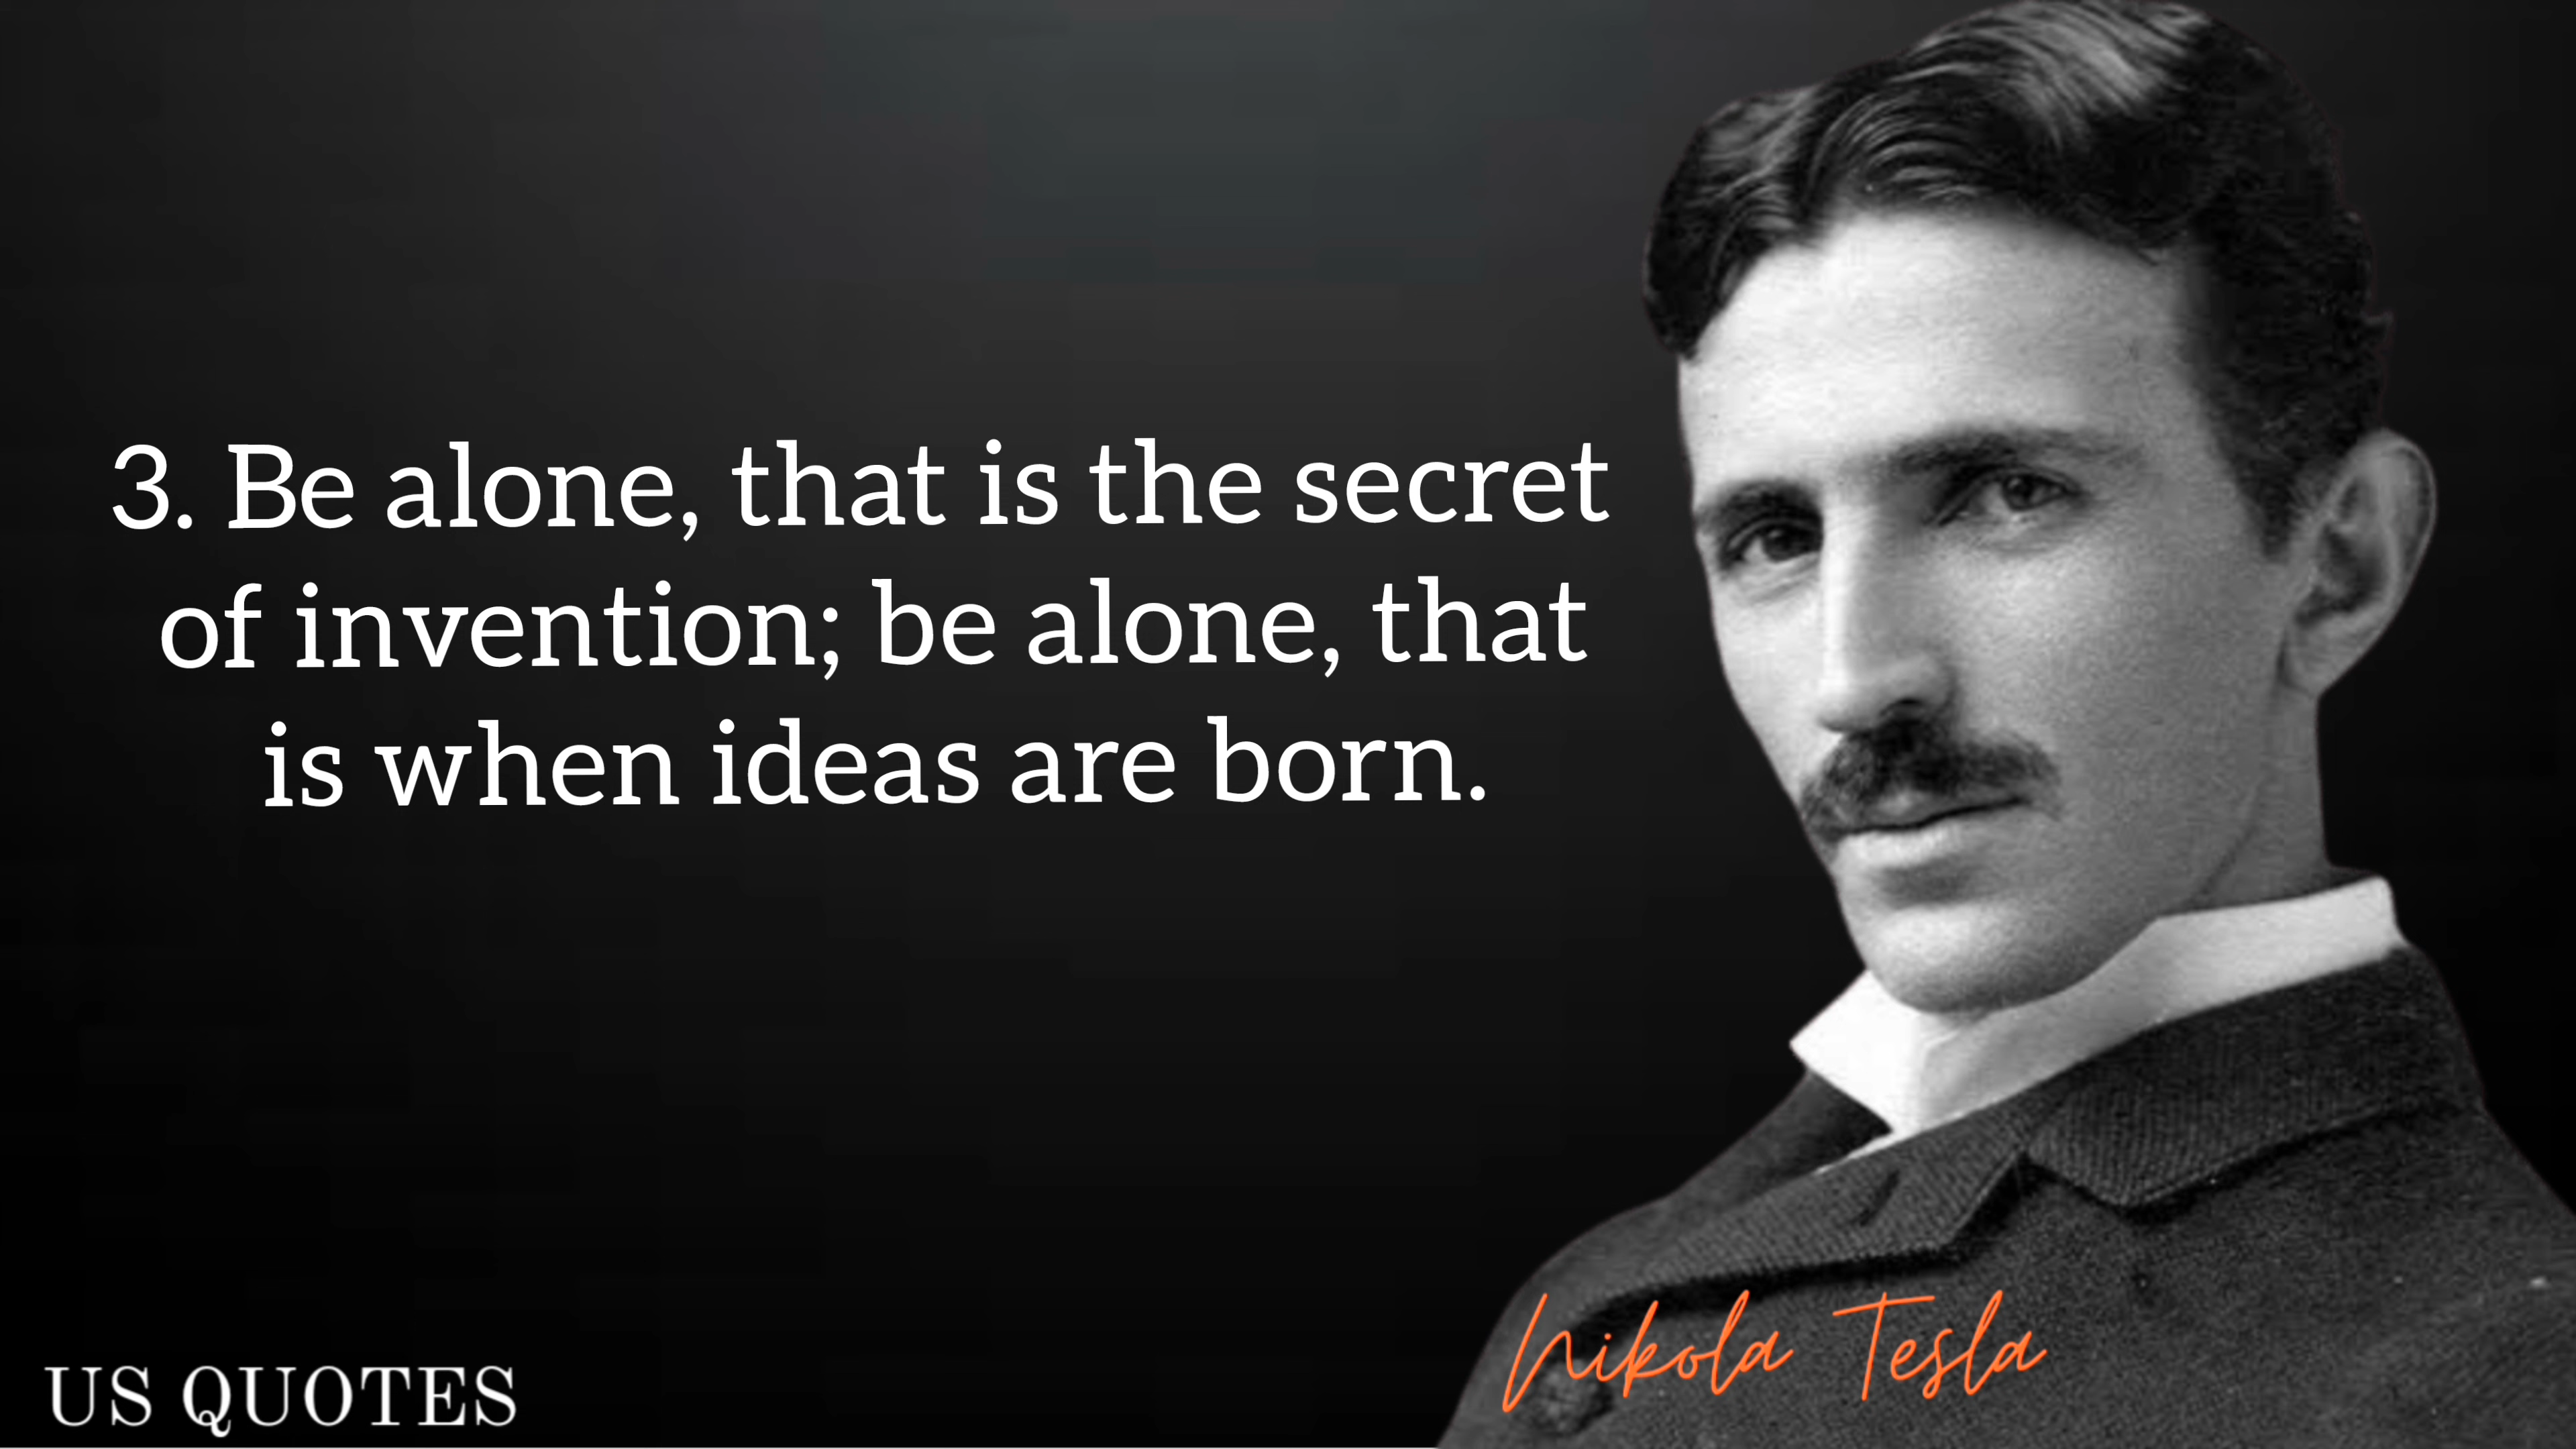 3. Be alone, that is the secret
of invention; be alone, that
is when ideas are born.
Nikola Tesla
US QUOTES